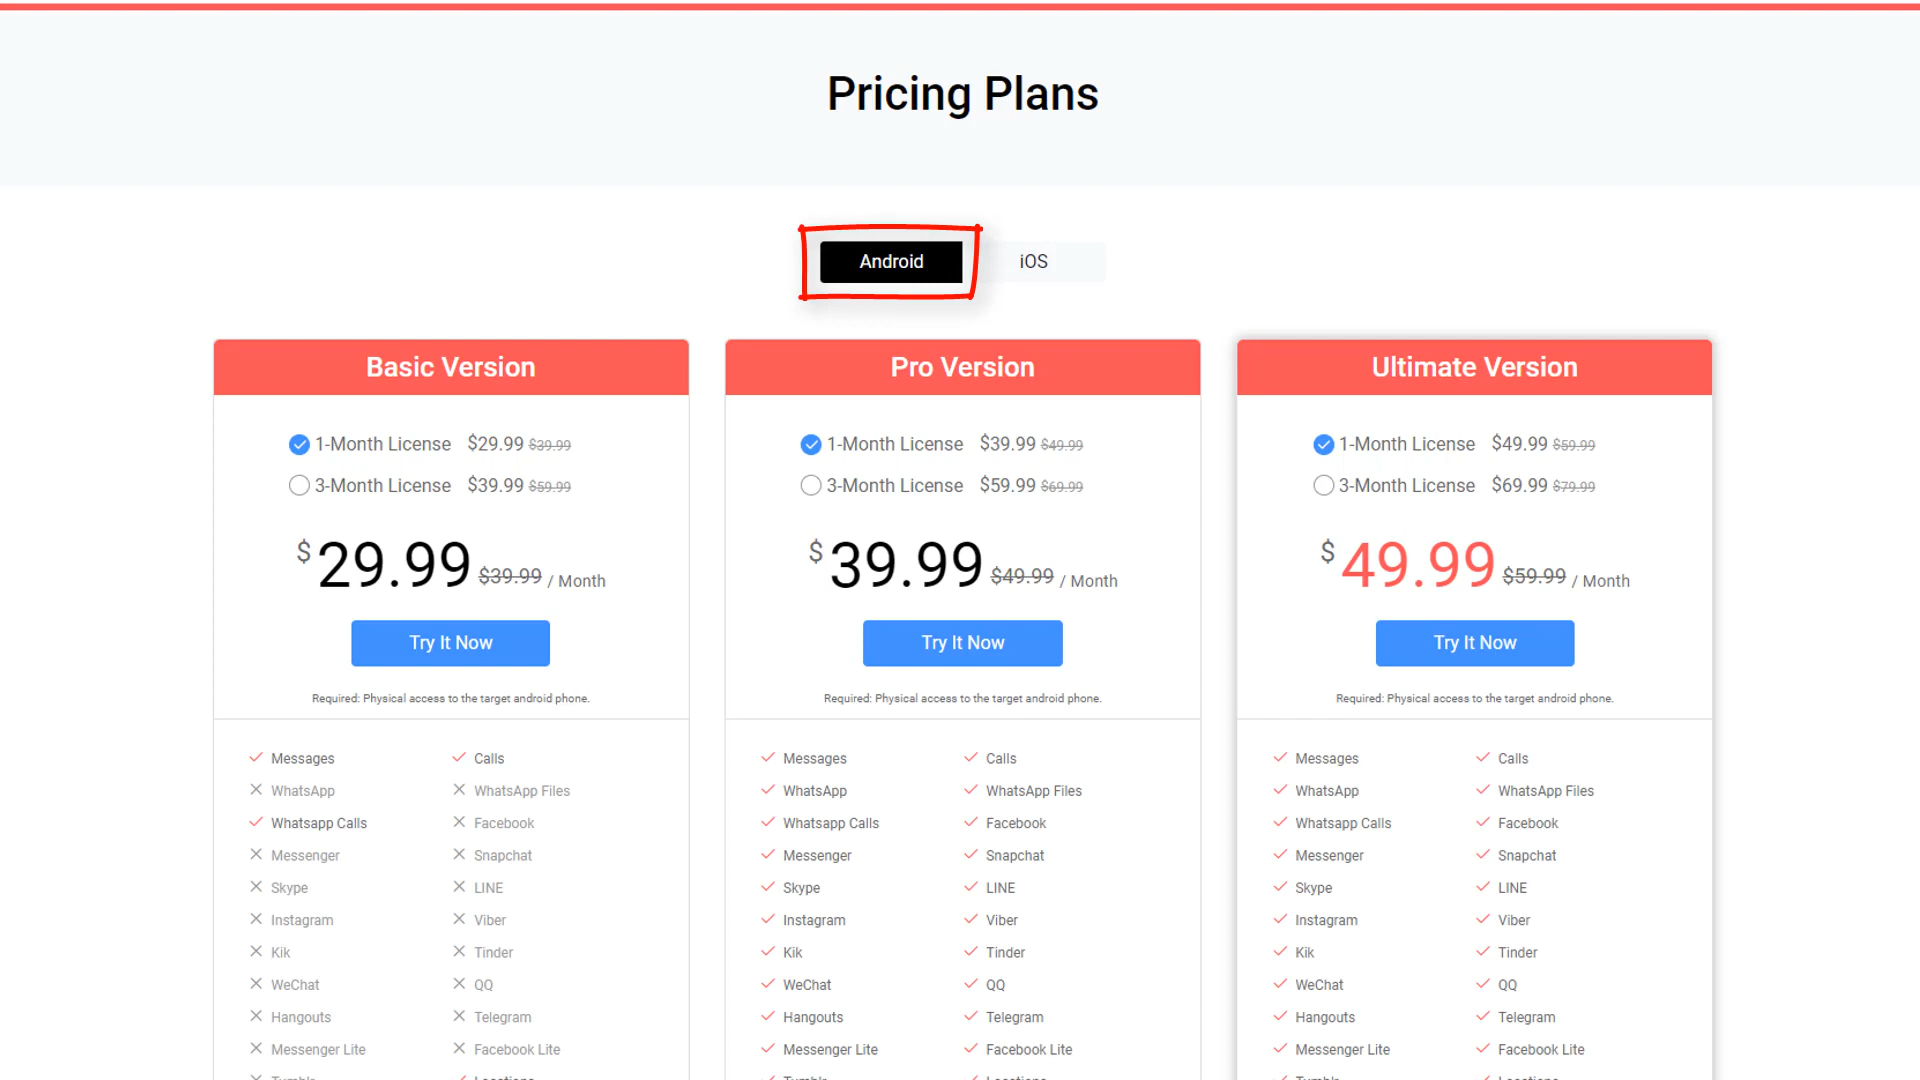 Pricing Plans
Android
iOS
Basic Version
1-Month License $29.99 $39.99
3-Month License $39.99 $59.99
$ 29.99 $39.99 / Month
Try It Now
Required: Physical access to the target android phone.
Messages Calls
WhatsApp WhatsApp Files
Whatsapp Calls Facebook
Messenger Snapchat
Skype LINE
Instagram Viber
Kik Tinder
WeChat QQ
Hangouts Telegram
Messenger Lite Facebook Lite
Pro Version
1-Month License $39.99 $49.99
3-Month License $59.99 $69.99
$ 39.99 $49.99 / Month
Try It Now
Required: Physical access to the target android phone.
Messages Calls
WhatsApp WhatsApp Files
Whatsapp Calls Facebook
Messenger Snapchat
Skype LINE
Instagram Viber
Kik Tinder
WeChat QQ
Hangouts Telegram
Messenger Lite Facebook Lite
Ultimate Version
1-Month License $49.99 $59.99
3-Month License $69.99 $79.99
$ 49.99 $59.99 / Month
Try It Now
Required: Physical access to the target android phone.
Messages Calls
WhatsApp WhatsApp Files
Whatsapp Calls Facebook
Messenger Snapchat
Skype LINE
Instagram Viber
Kik Tinder
WeChat QQ
Hangouts Telegram
Messenger Lite Facebook Lite